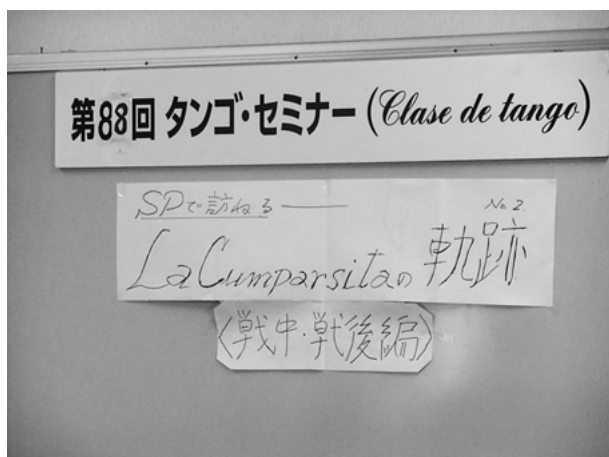 第88回 タンゴ・セミナー (Clase de tango)
SPで訪ねる—— No.2.
La Cumparsitaの軌跡
〈戦中・戦後編〉